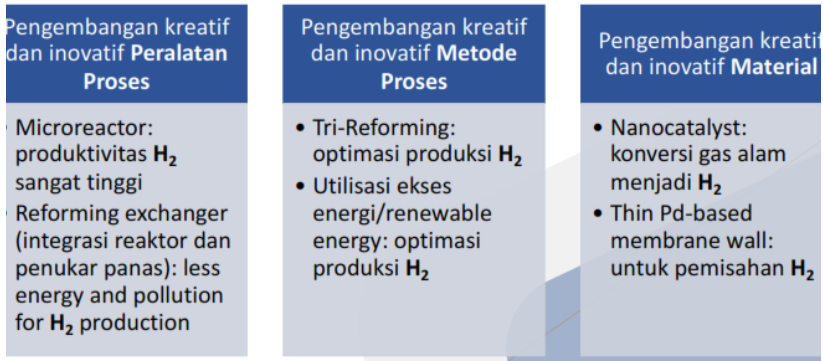 Pengembangan kreatif
dan inovatif Peralatan
Proses
• Microreactor:
produktivitas H₂
sangat tinggi
• Reforming exchanger
(integrasi reaktor dan
penukar panas): less
energy and pollution
for H₂ production
Pengembangan kreatif
dan inovatif Metode
Proses
• Tri-Reforming:
optimasi produksi H₂
• Utilisasi ekses
energi/renewable
energy: optimasi
produksi H₂
Pengembangan kreatif
dan inovatif Material
• Nanocatalyst:
konversi gas alam
menjadi H₂
• Thin Pd-based
membrane wall:
untuk pemisahan H₂